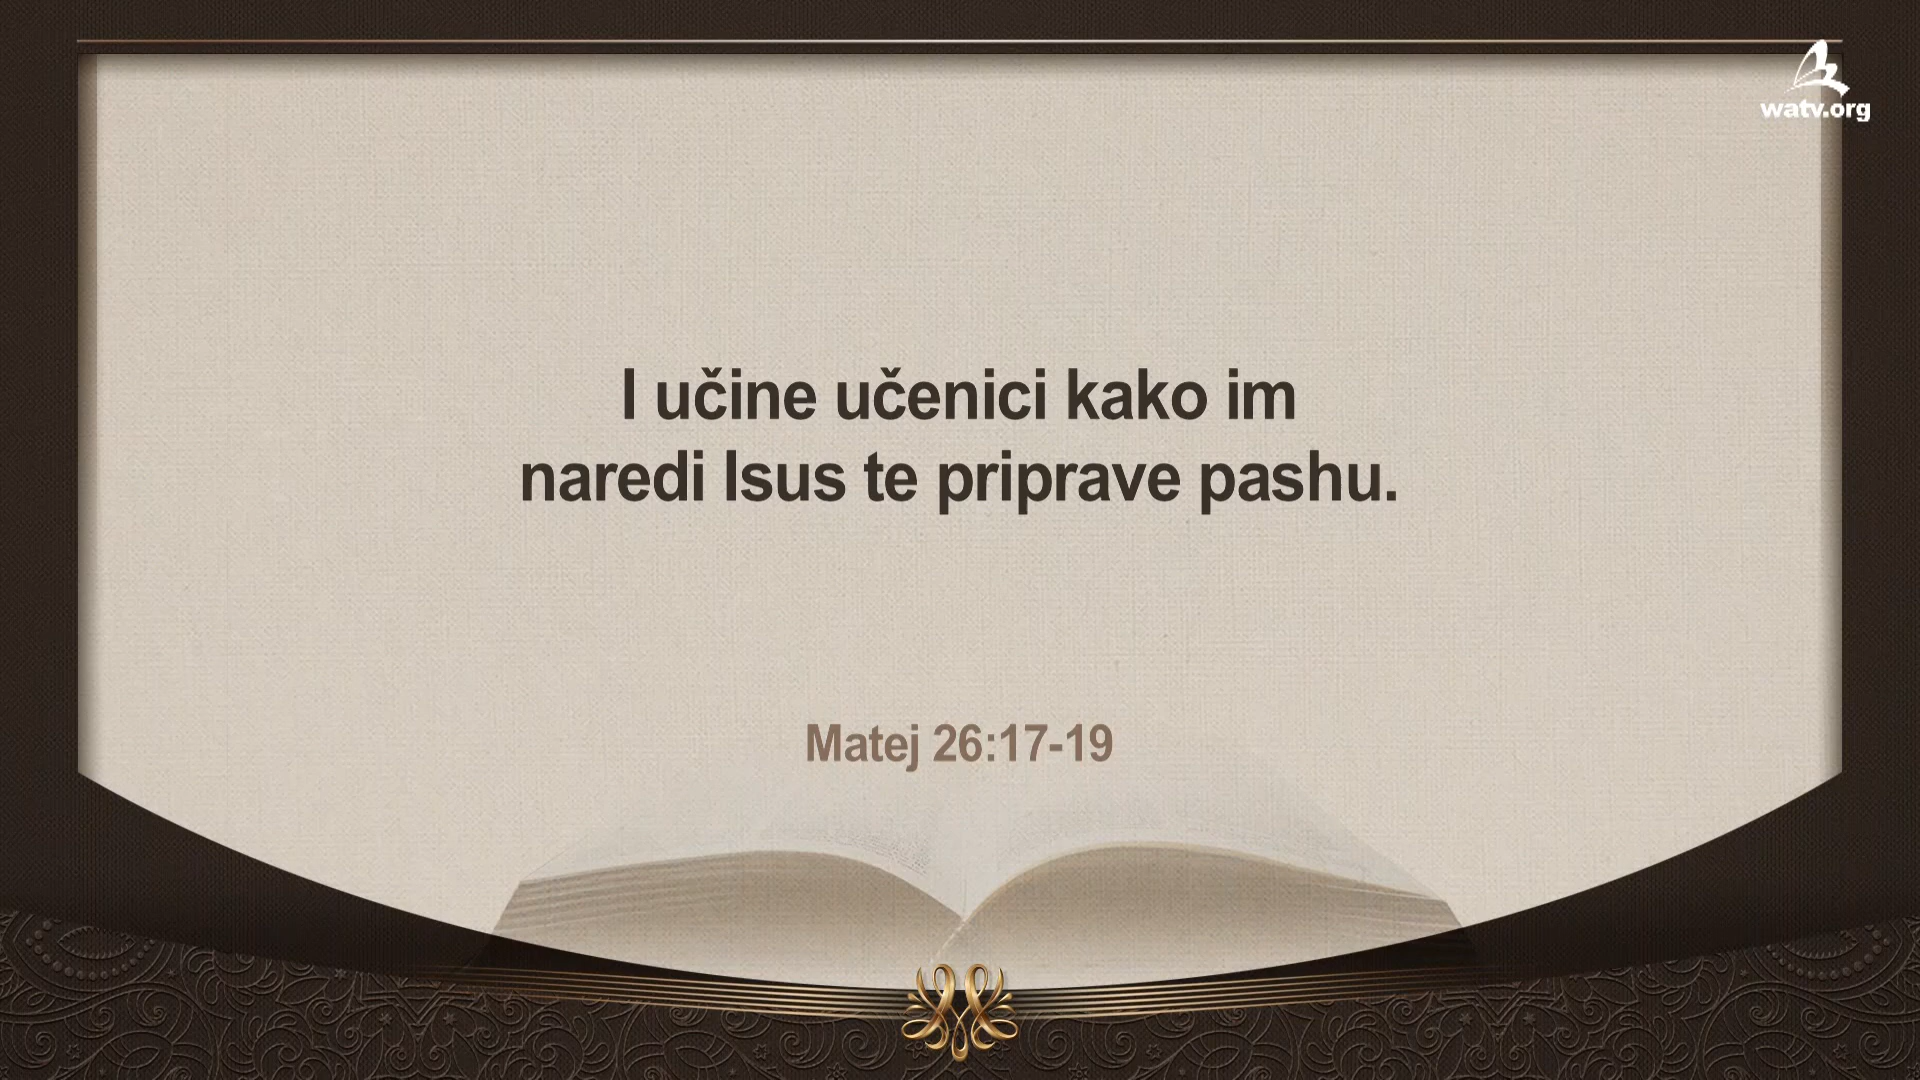 watv.org
I učine učenici kako im
naredi Isus te priprave pashu.
Matej 26:17-19